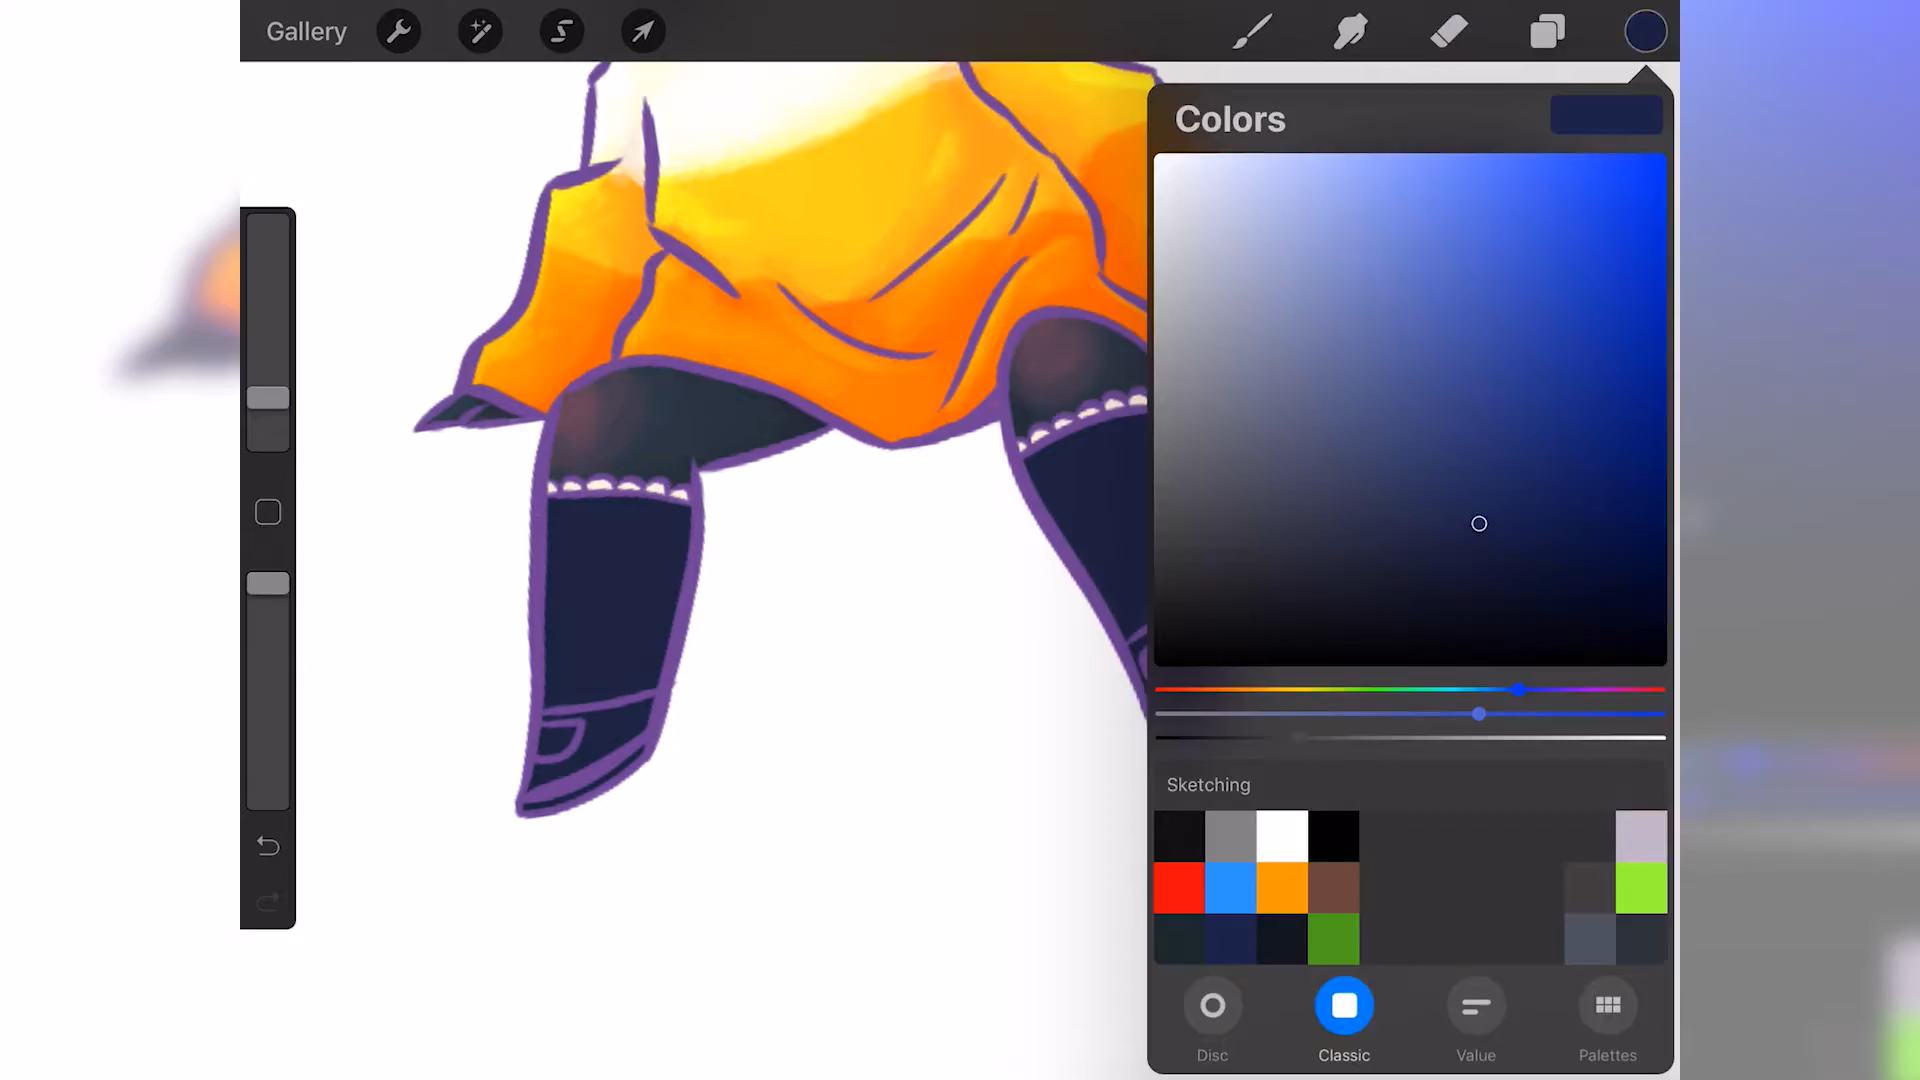 Gallery
Colors
Sketching
Disc
Classic
Value
Palettes